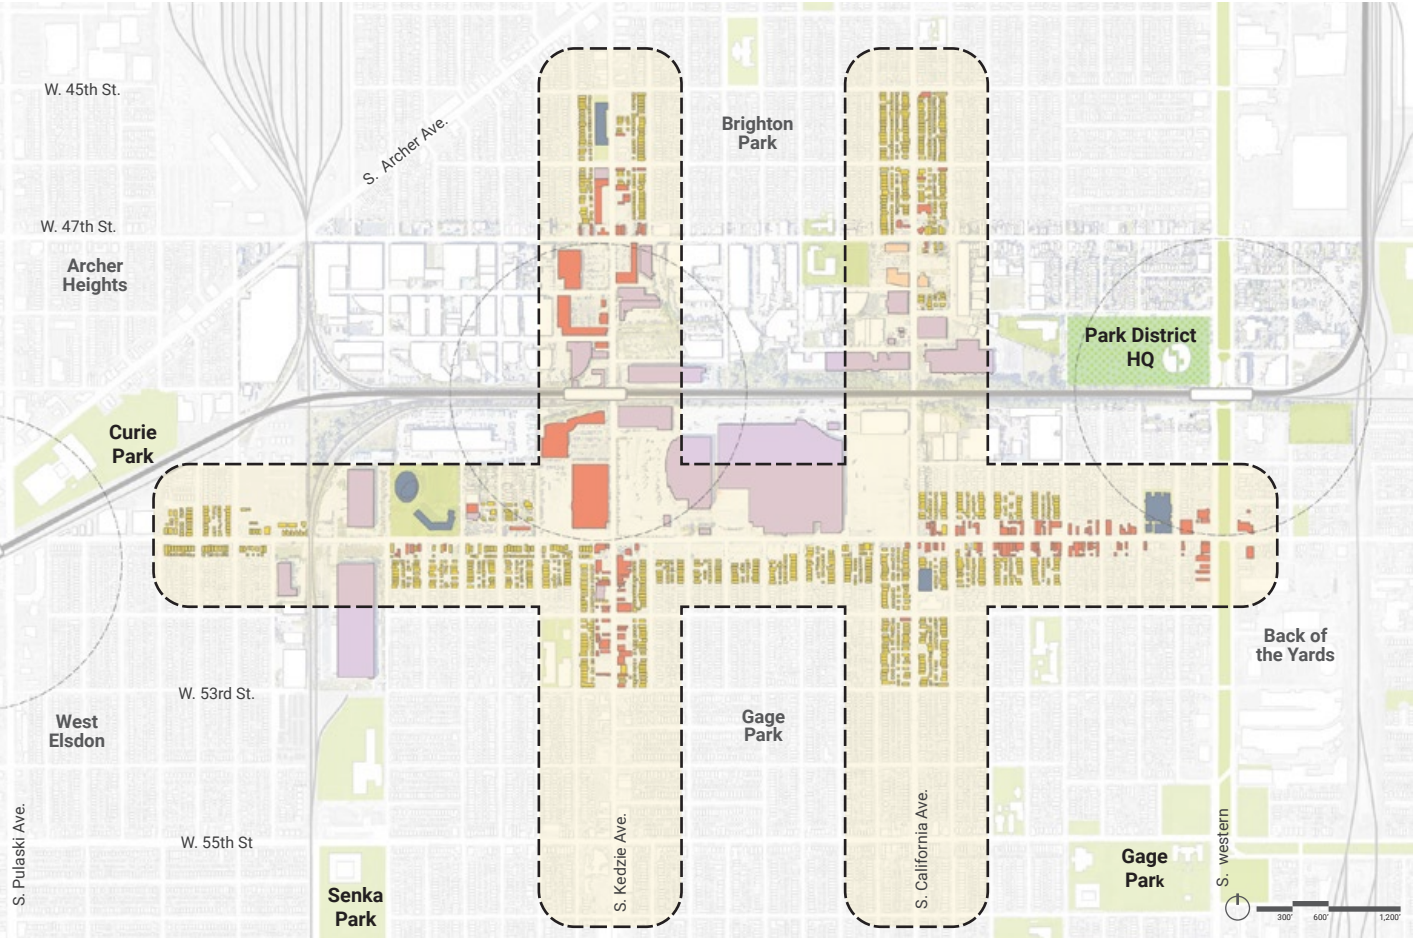 W. 45th St.
S. Archer Ave.
Brighton
Park
W. 47th St.
Archer
Heights
Park District
HQ
Curie
Park
Back of
the Yards
W. 53rd St.
West
Elsdon
Gage
Park
S. Pulaski Ave.
W. 55th St
S. Kedzie Ave.
S. California Ave.
S. western
Gage
Park
Senka
Park
300'
600'
1,200'